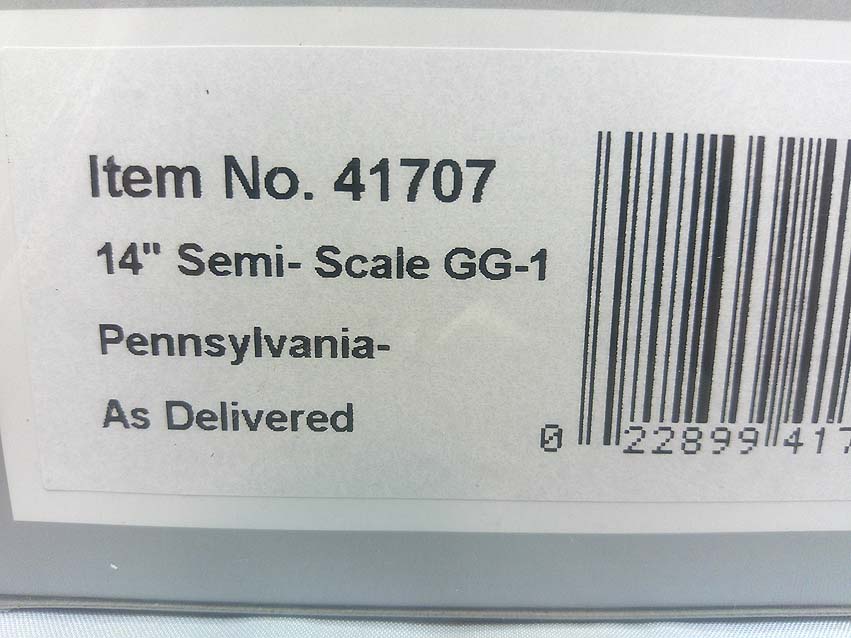 Item No. 41707
14" Semi- Scale GG-1
Pennsylvania-
As Delivered
0 22899 417